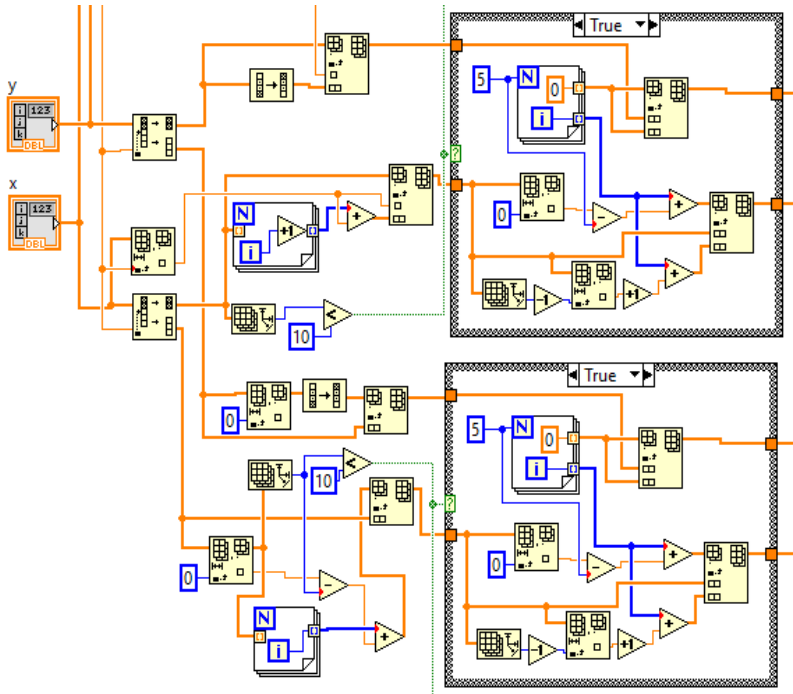 True
y
123
i
j
k
DBL
5
N
0
i
x
123
i
j
k
DBL
?
N
i
+1
+
0
-
+
+
-1
+1
<
10
True
0
5
N
0
i
<
10
?
0
-
N
i
+
0
-
+
+
-1
+1